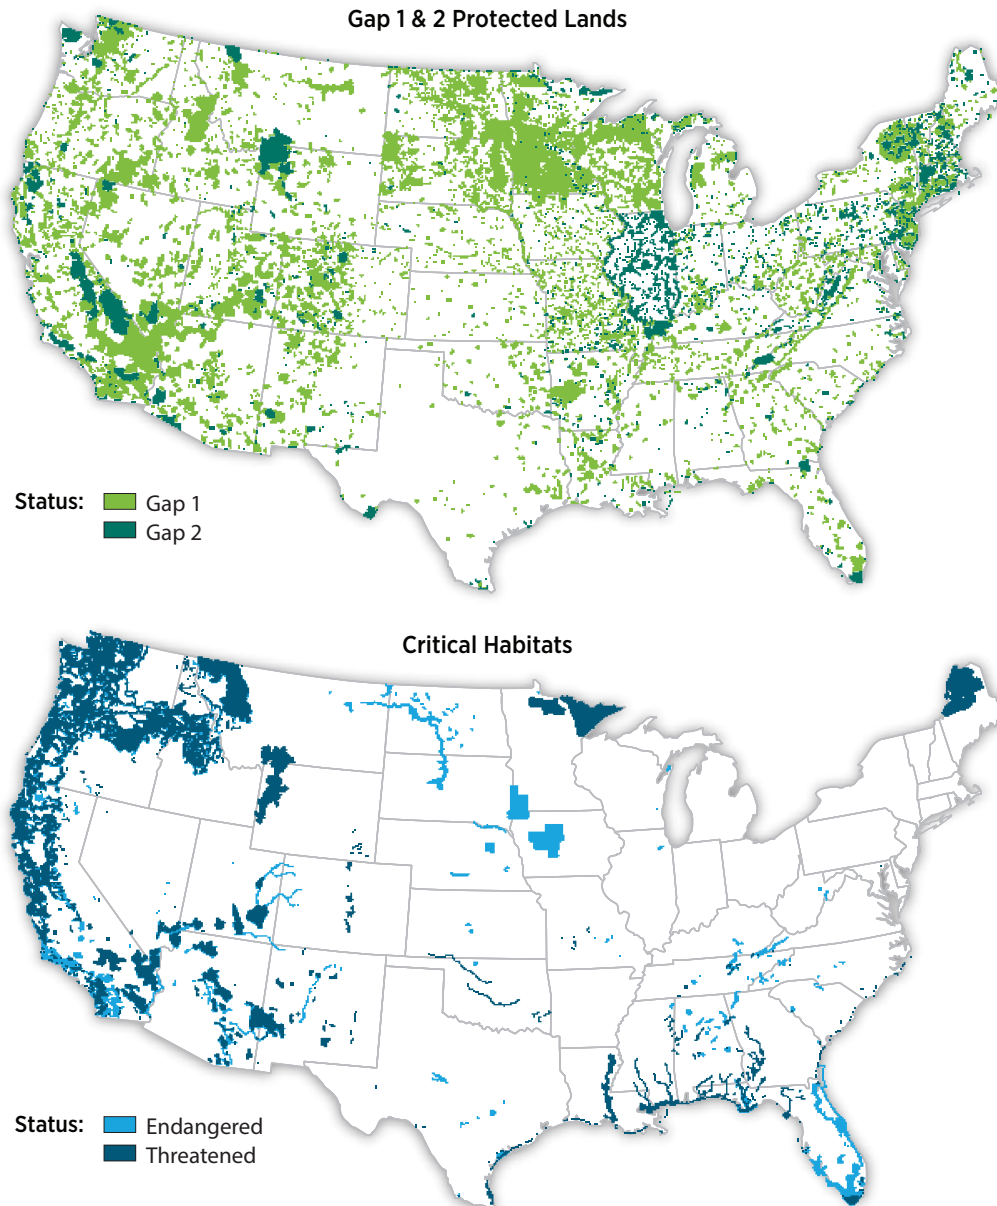 Gap 1 & 2 Protected Lands
Status:
Gap 1
Gap 2
Critical Habitats
Status:
Endangered
Threatened